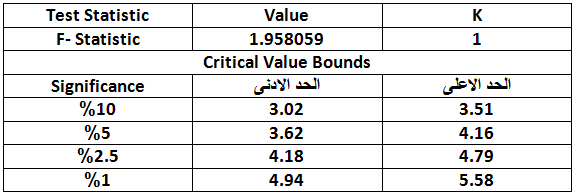 Test Statistic Value K
F- Statistic 1.958059 1
Critical Value Bounds
Significance الحد الادنى الحد الاعلى
%10 3.02 3.51
%5 3.62 4.16
%2.5 4.18 4.79
%1 4.94 5.58